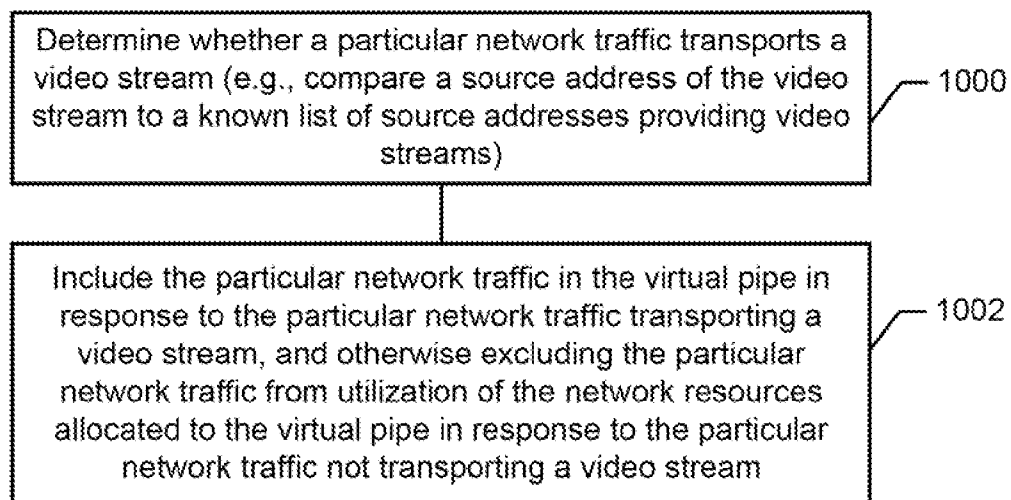 Determine whether a particular network traffic transports a
video stream (e.g., compare a source address of the video
stream to a known list of source addresses providing video
streams)
1000
Include the particular network traffic in the virtual pipe in
response to the particular network traffic transporting a
video stream, and otherwise excluding the particular
network traffic from utilization of the network resources
allocated to the virtual pipe in response to the particular
network traffic not transporting a video stream
1002